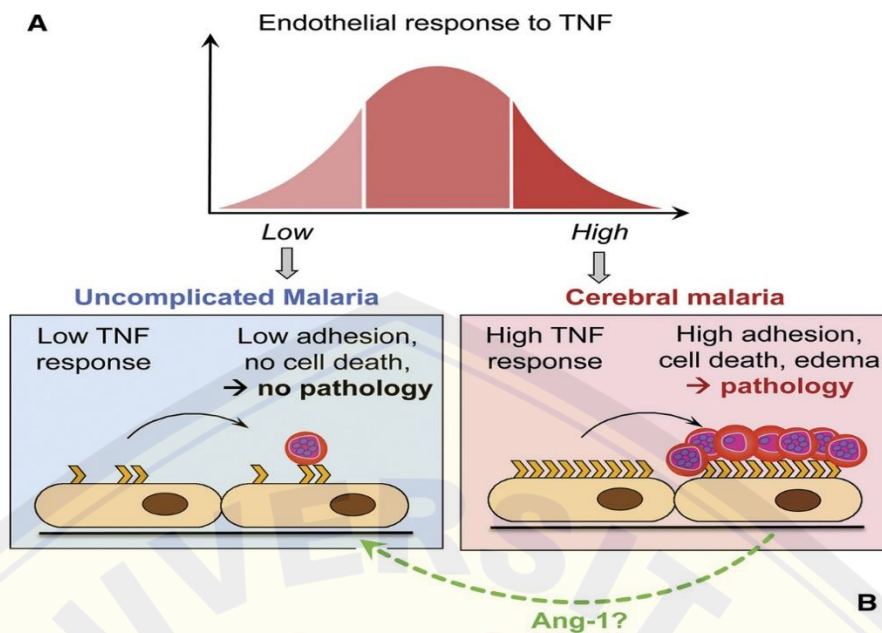 A
Endothelial response to TNF
Low
High
Uncomplicated Malaria
Cerebral malaria
Low TNF
response
Low adhesion,
no cell death,
→ no pathology
High TNF
response
High adhesion,
cell death, edema
→ pathology
Ang-1?
B
UNIVERSIT